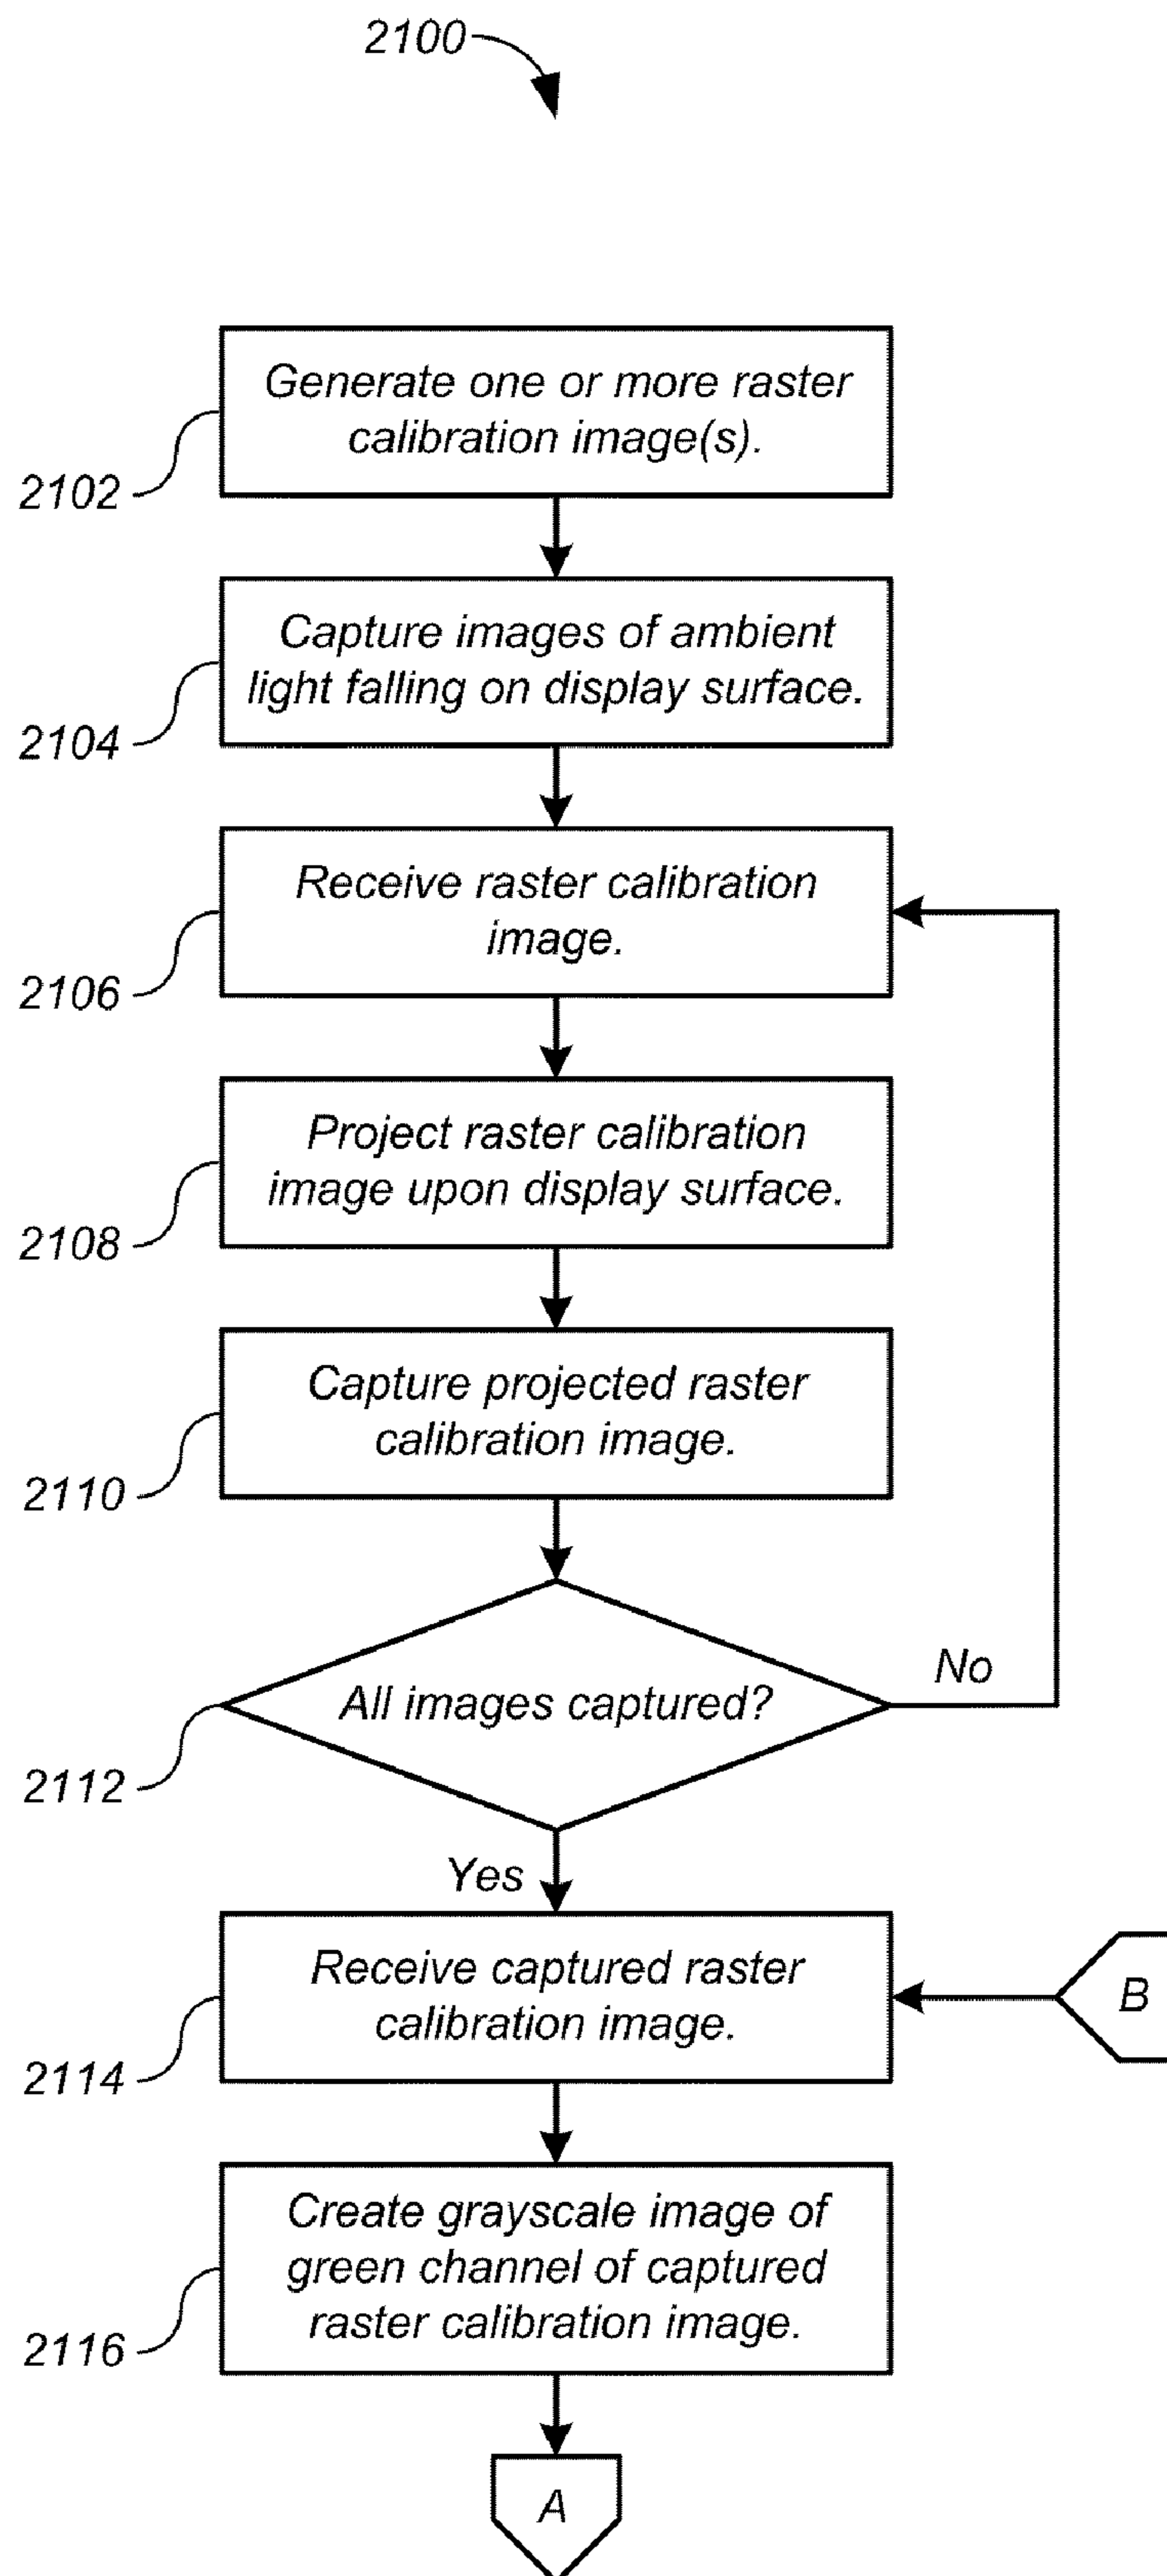 2100
Generate one or more raster
calibration image(s).
2102
Capture images of ambient
light falling on display surface.
2104
Receive raster calibration
image.
2106
Project raster calibration
image upon display surface.
2108
Capture projected raster
calibration image.
2110
All images captured?
No
2112
Yes
Receive captured raster
calibration image.
B
2114
Create grayscale image of
green channel of captured
raster calibration image.
2116
A